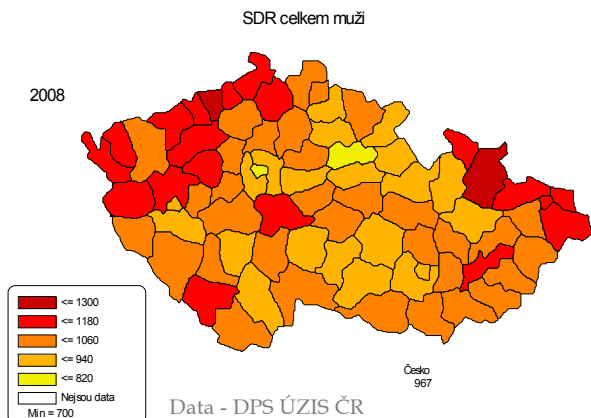 SDR celkem muži
2008
<= 1300
<= 1180
<= 1060
<= 940
<= 820
Nejsou data
Min = 700
Česko
967
Data - DPS ÚZIS ČR